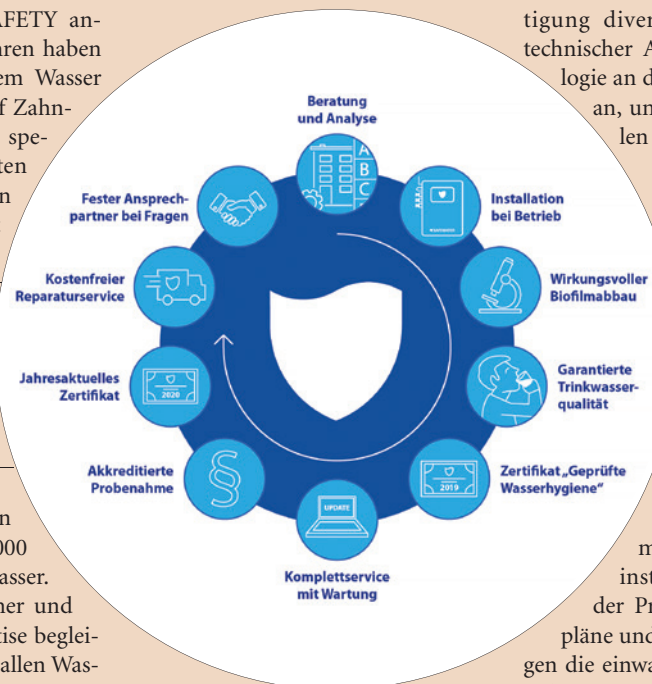 AFETY an-
ren haben
em Wasser
f Zahn-
spe-
ten
n
n
000
asser.
ner und
tise beglei-
allen Was-
Beratung
und Analyse
A
B
C
Installation
bei Betrieb
Wirkungsvoller
Biofilmabbau
Garantierte
Trinkwasser-
qualität
Zertifikat „Geprüfte
Wasserhygiene“
2019
UPDATE
Komplettservice
mit Wartung
Akkreditierte
Probenahme
§
Jahresaktuelles
Zertifikat
2020
Kostenfreier
Reparaturservice
Fester Ansprech-
partner bei Fragen
tigung diver
technischer A
logie an d
an, un
len
m
inst
der Pr
pläne und
gen die einwa